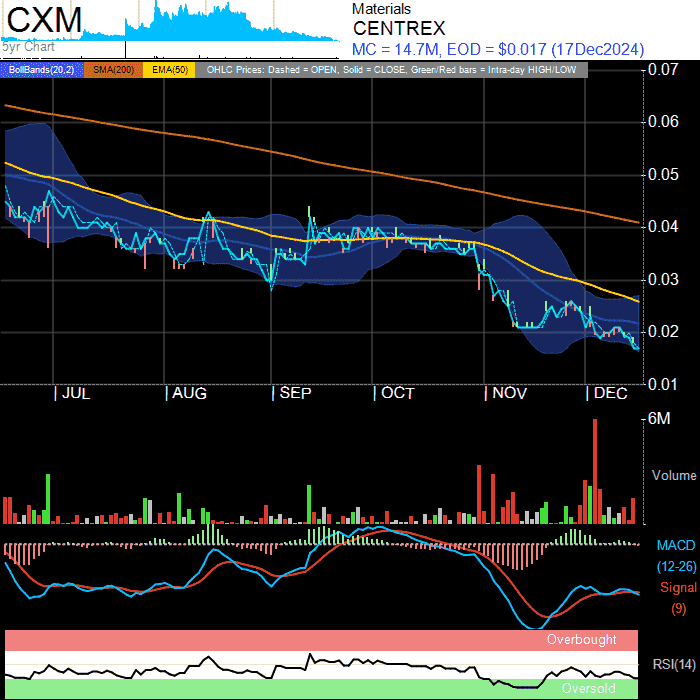 CXM
5yr Chart
Materials
CENTREX
MC = 14.7M, EOD = $0.017 (17Dec2024)
BollBands(20,2) SMA(200) EMA(50) OHLC Prices: Dashed = OPEN, Solid = CLOSE, Green/Red bars = Intra-day HIGH/LOW
0.07
0.06
0.05
0.04
0.03
0.02
0.01
JUL AUG SEP OCT NOV DEC
6M
Volume
MACD
(12-26)
Signal
(9)
Overbought
RSI(14)
Oversold